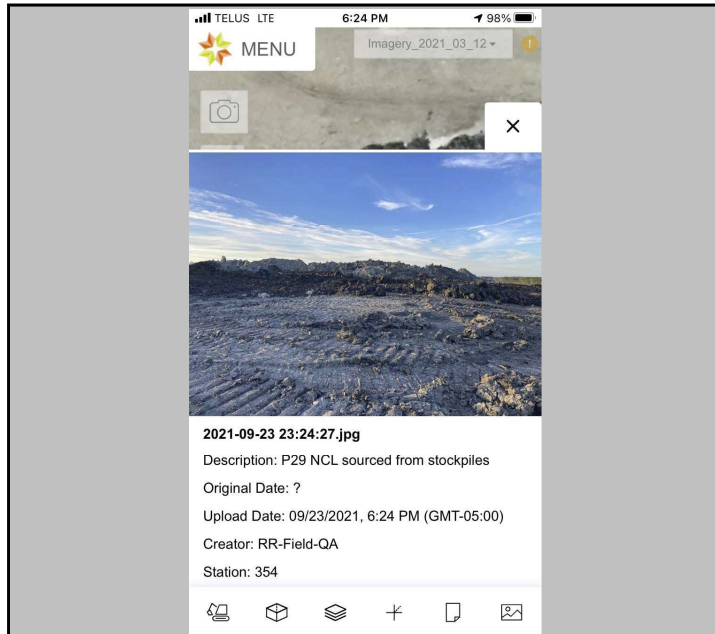 TELUS LTE 6:24 PM 98%
MENU Imagery_2021_03_12
!
2021-09-23 23:24:27.jpg
Description: P29 NCL sourced from stockpiles
Original Date: ?
Upload Date: 09/23/2021, 6:24 PM (GMT-05:00)
Creator: RR-Field-QA
Station: 354